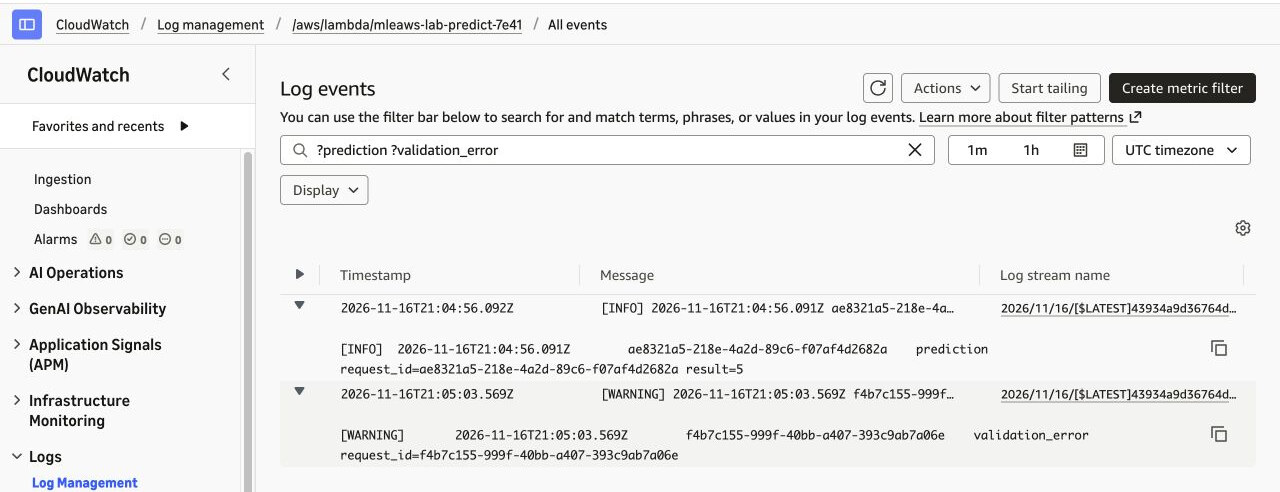 CloudWatch / Log management / /aws/lambda/mleaws-lab-predict-7e41 / All events
CloudWatch
Favorites and recents
Ingestion
Dashboards
Alarms 0 0 0
AI Operations
GenAI Observability
Application Signals
(APM)
Infrastructure
Monitoring
Logs
Log Management
Log events
Actions
Start tailing
Create metric filter
You can use the filter bar below to search for and match terms, phrases, or values in your log events. Learn more about filter patterns
?prediction ?validation_error
1m 1h
UTC timezone
Display
Timestamp Message Log stream name
2026-11-16T21:04:56.092Z [INFO] 2026-11-16T21:04:56.091Z ae8321a5-218e-4a… 2026/11/16/[$LATEST]43934a9d36764d…
[INFO] 2026-11-16T21:04:56.091Z ae8321a5-218e-4a2d-89c6-f07af4d2682a prediction
request_id=ae8321a5-218e-4a2d-89c6-f07af4d2682a result=5
2026-11-16T21:05:03.569Z [WARNING] 2026-11-16T21:05:03.569Z f4b7c155-999f… 2026/11/16/[$LATEST]43934a9d36764d…
[WARNING] 2026-11-16T21:05:03.569Z f4b7c155-999f-40bb-a407-393c9ab7a06e validation_error
request_id=f4b7c155-999f-40bb-a407-393c9ab7a06e